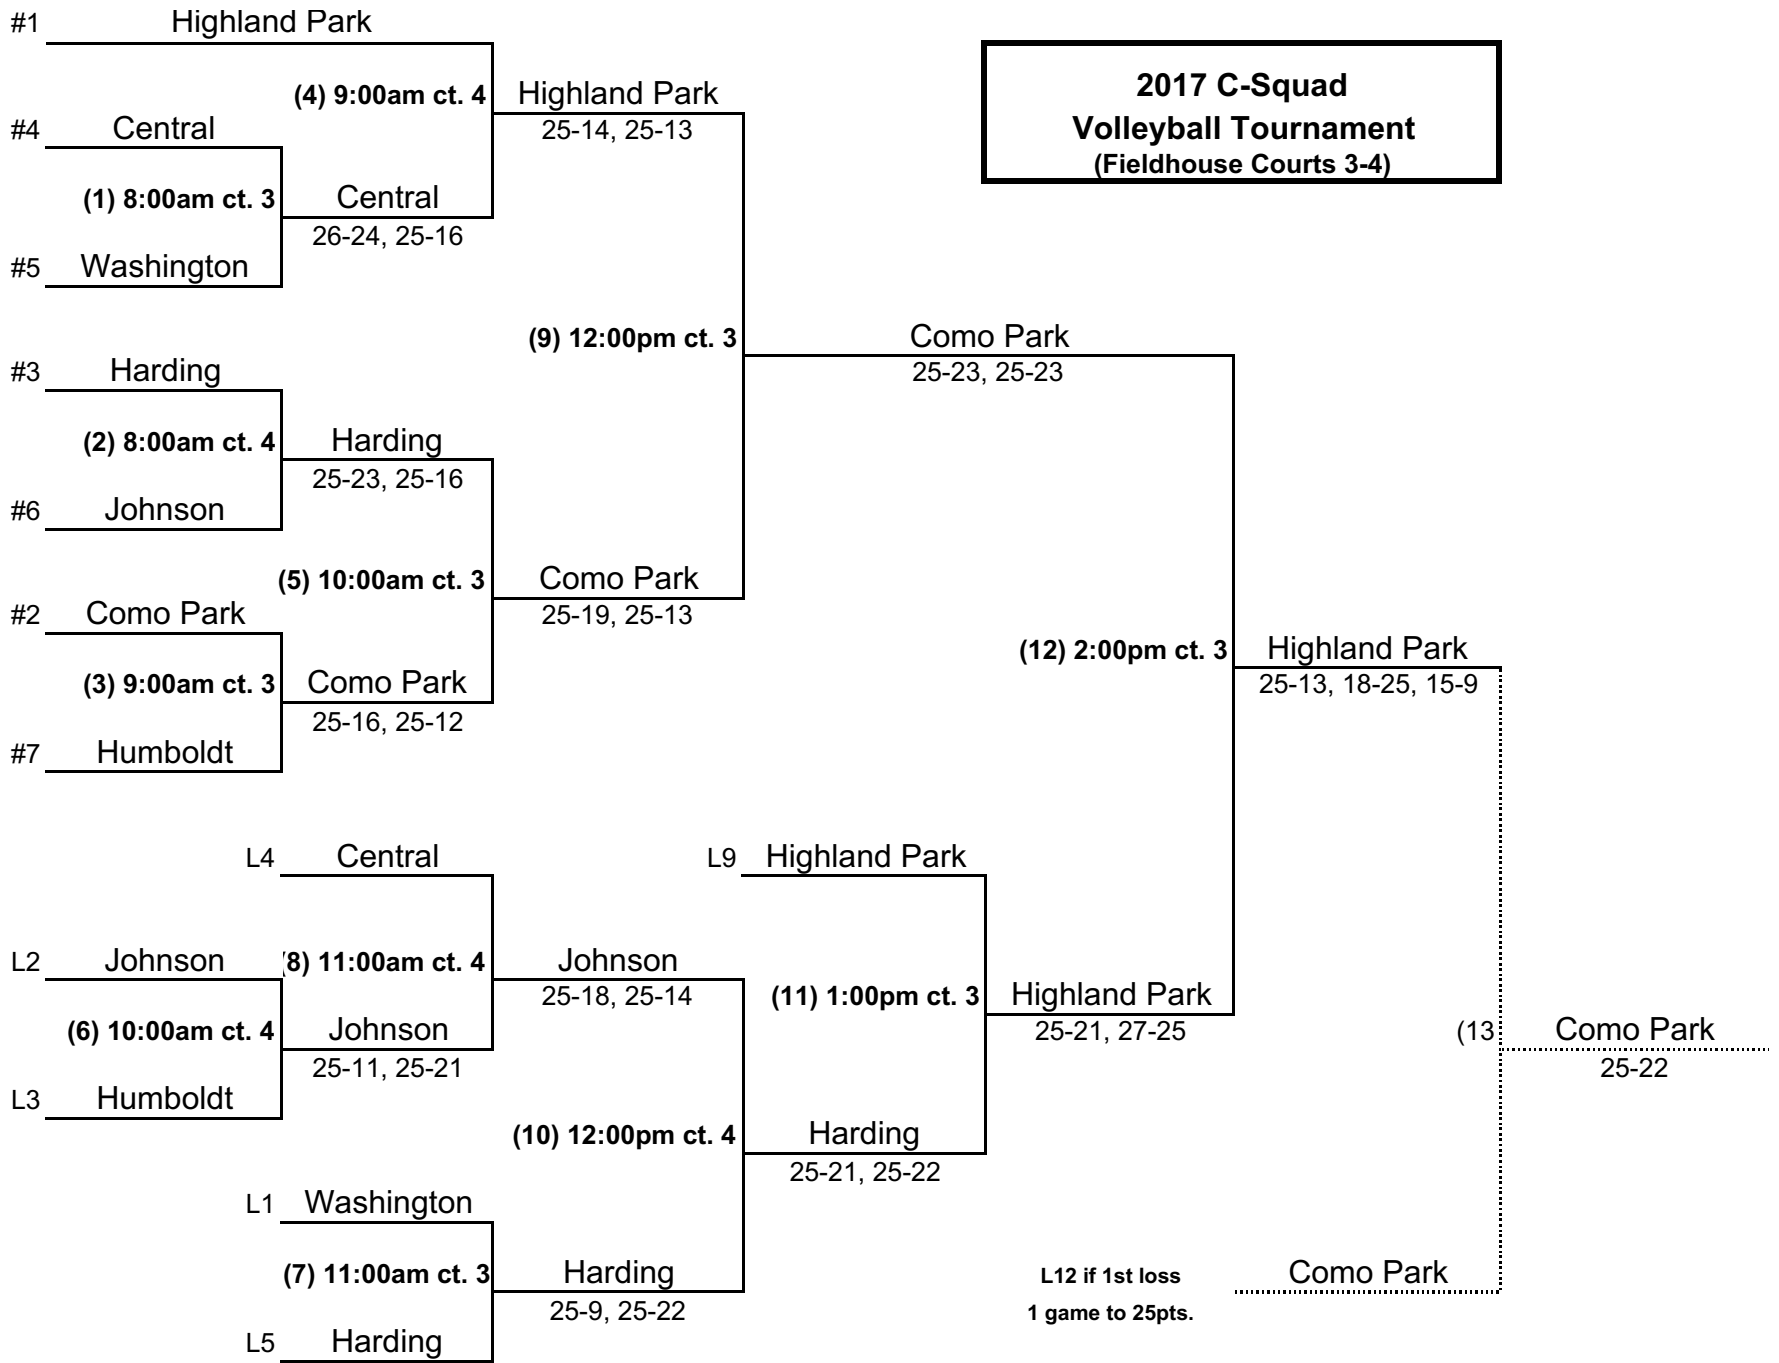 #1 Highland Park
2017 C-Squad
Volleyball Tournament
(Fieldhouse Courts 3-4)
(4) 9:00am ct. 4 Highland Park
25-14, 25-13
#4 Central
(1) 8:00am ct. 3 Central
26-24, 25-16
#5 Washington
(9) 12:00pm ct. 3 Como Park
25-23, 25-23
#3 Harding
(2) 8:00am ct. 4 Harding
25-23, 25-16
#6 Johnson
(5) 10:00am ct. 3 Como Park
25-19, 25-13
#2 Como Park
(12) 2:00pm ct. 3 Highland Park
25-13, 18-25, 15-9
(3) 9:00am ct. 3 Como Park
25-16, 25-12
#7 Humboldt
L4 Central
L9 Highland Park
L2 Johnson
(8) 11:00am ct. 4 Johnson
25-18, 25-14
(11) 1:00pm ct. 3 Highland Park
25-21, 27-25
(6) 10:00am ct. 4 Johnson
25-11, 25-21
(13 Como Park
25-22
L3 Humboldt
(10) 12:00pm ct. 4 Harding
25-21, 25-22
L1 Washington
(7) 11:00am ct. 3 Harding
25-9, 25-22
L12 if 1st loss Como Park
1 game to 25pts.
L5 Harding